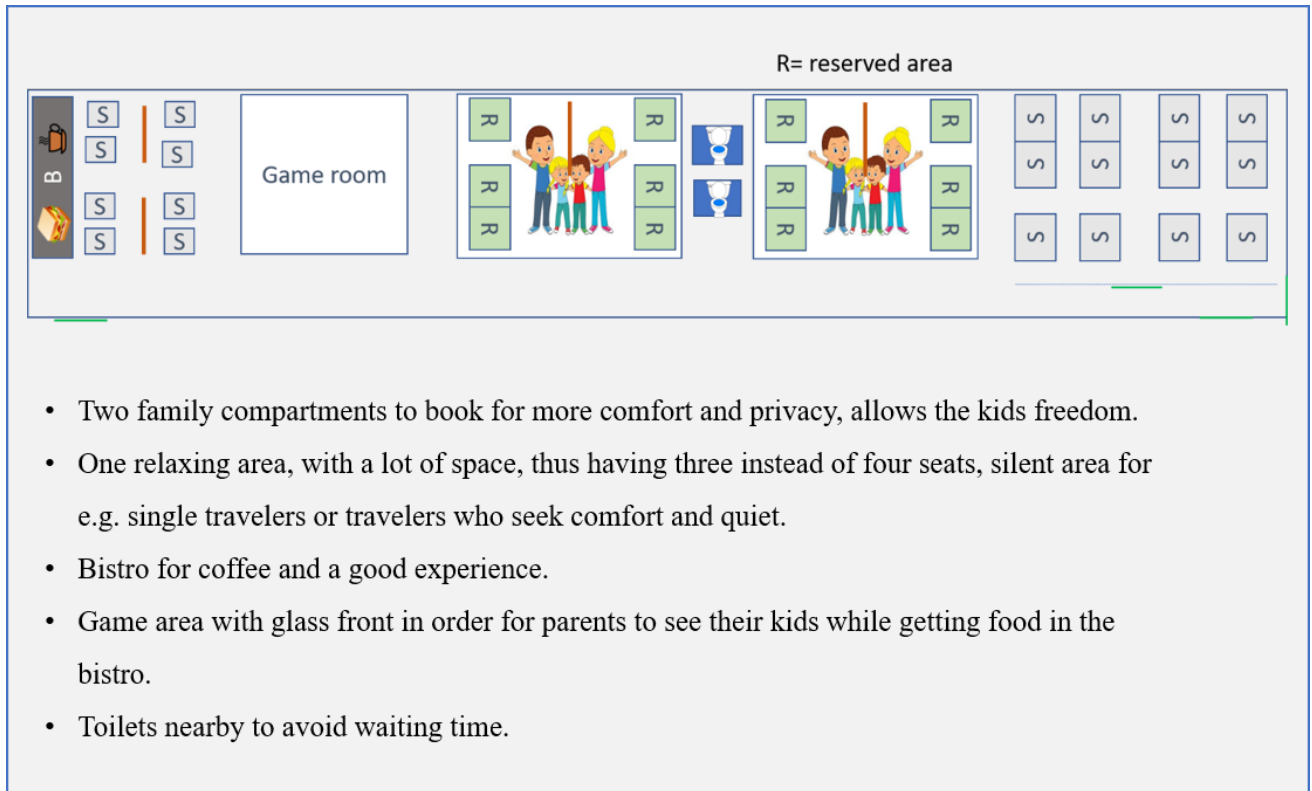 R= reserved area
S S R R R R S S S S
B S S Game room R R R R S S S S
S S R R R R S S S S
S S
• Two family compartments to book for more comfort and privacy, allows the kids freedom.
• One relaxing area, with a lot of space, thus having three instead of four seats, silent area for
e.g. single travelers or travelers who seek comfort and quiet.
• Bistro for coffee and a good experience.
• Game area with glass front in order for parents to see their kids while getting food in the
bistro.
• Toilets nearby to avoid waiting time.